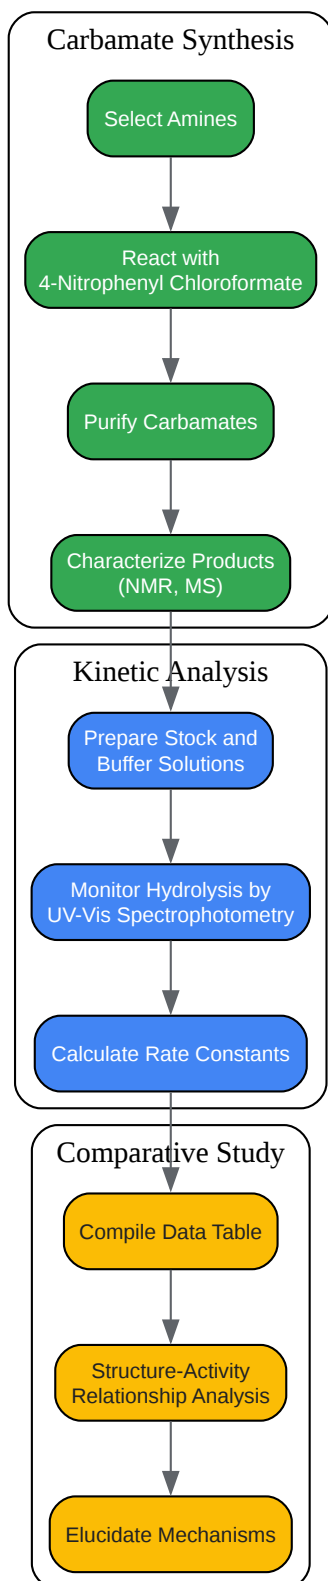 Carbamate Synthesis
Select Amines
React with
4-Nitrophenyl Chloroformate
Purify Carbamates
Characterize Products
(NMR, MS)
Kinetic Analysis
Prepare Stock and
Buffer Solutions
Monitor Hydrolysis by
UV-Vis Spectrophotometry
Calculate Rate Constants
Comparative Study
Compile Data Table
Structure-Activity
Relationship Analysis
Elucidate Mechanisms